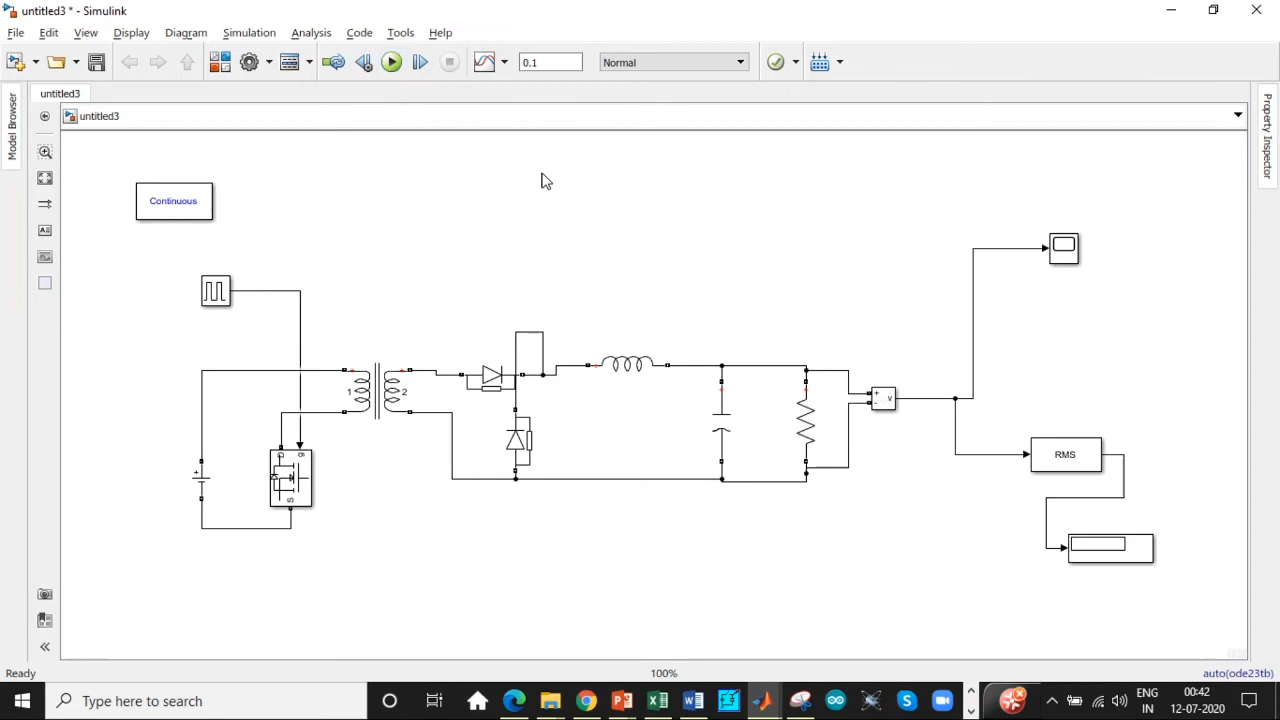 untitled3 * - Simulink
File Edit View Display Diagram Simulation Analysis Code Tools Help
0.1 Normal
untitled3
untitled3
Model Browser
Property Inspector
Continuous
1 2
g
D
S
+
+
-
v
RMS
Ready 100% auto(ode23tb)
Type here to search
ENG
IN
00:42
12-07-2020